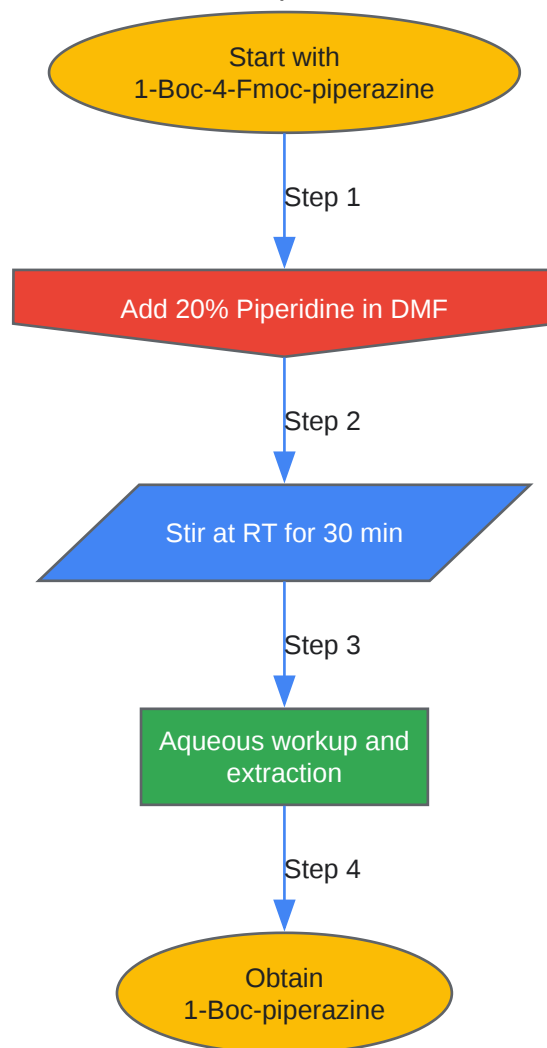 Start with
1-Boc-4-Fmoc-piperazine
Step 1
Add 20% Piperidine in DMF
Step 2
Stir at RT for 30 min
Step 3
Aqueous workup and
extraction
Step 4
Obtain
1-Boc-piperazine